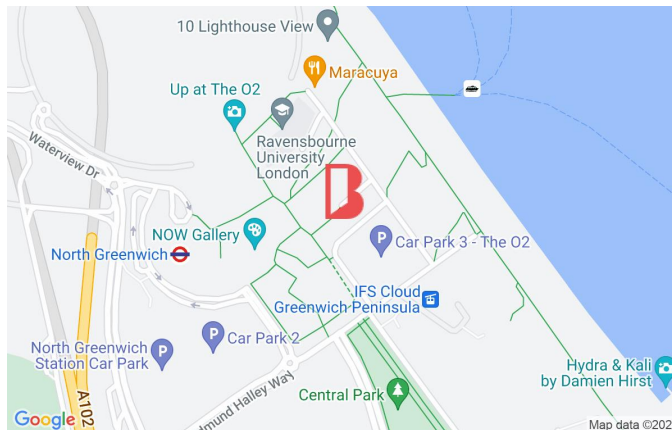 10 Lighthouse View
Maracuya
Up at The O2
Ravensbourne
University
London
Waterview Dr
B
NOW Gallery
North Greenwich
Car Park 3 - The O2
IFS Cloud
Greenwich Peninsula
P
P
P
Car Park 2
North Greenwich
Station Car Park
A102
dmund Halley Way
Central Park
Hydra & Kali
by Damien Hirst
Google
Map data ©202